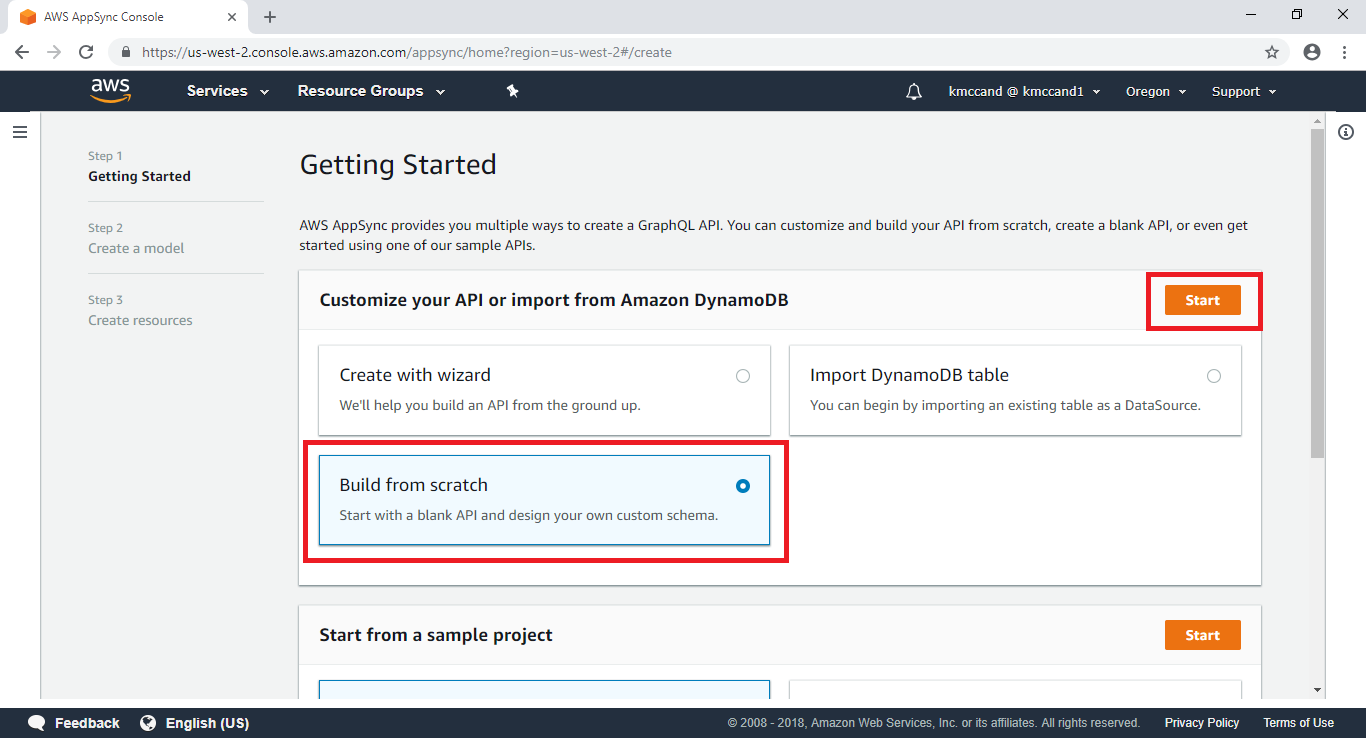 AWS AppSync Console
https://us-west-2.console.aws.amazon.com/appsync/home?region=us-west-2#/create
aws
Services
Resource Groups
kmccand @ kmccand1
Oregon
Support
Step 1
Getting Started
Step 2
Create a model
Step 3
Create resources
Getting Started
AWS AppSync provides you multiple ways to create a GraphQL API. You can customize and build your API from scratch, create a blank API, or even get
started using one of our sample APIs.
Customize your API or import from Amazon DynamoDB
Start
Create with wizard
We'll help you build an API from the ground up.
Import DynamoDB table
You can begin by importing an existing table as a DataSource.
Build from scratch
Start with a blank API and design your own custom schema.
Start from a sample project
Start
Feedback
English (US)
© 2008 - 2018, Amazon Web Services, Inc. or its affiliates. All rights reserved.
Privacy Policy
Terms of Use